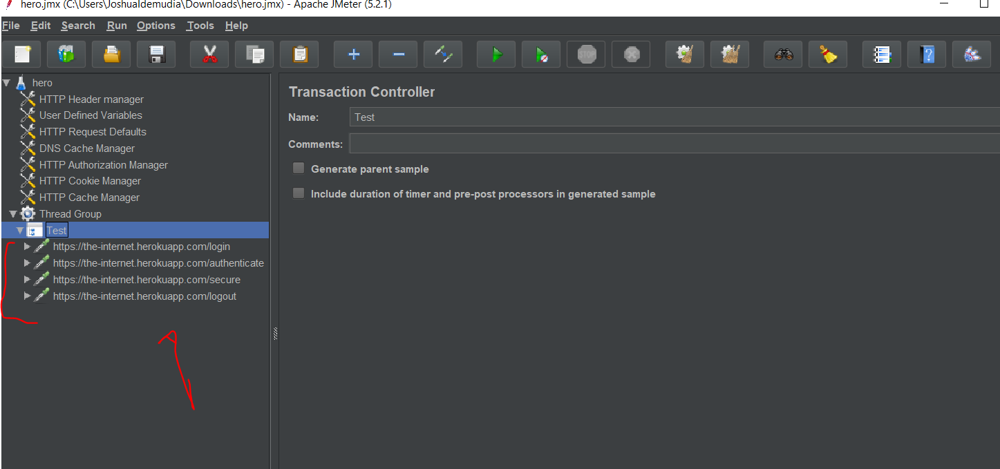 hero.jmx (C:\Users\Joshualdemudia\Downloads\hero.jmx) - Apache JMeter (5.2.1)
File Edit Search Run Options Tools Help
STOP
hero
HTTP Header manager
User Defined Variables
HTTP Request Defaults
DNS Cache Manager
HTTP Authorization Manager
HTTP Cookie Manager
HTTP Cache Manager
Thread Group
Test
https://the-internet.herokuapp.com/login
https://the-internet.herokuapp.com/authenticate
https://the-internet.herokuapp.com/secure
https://the-internet.herokuapp.com/logout
Transaction Controller
Name: Test
Comments:
Generate parent sample
Include duration of timer and pre-post processors in generated sample